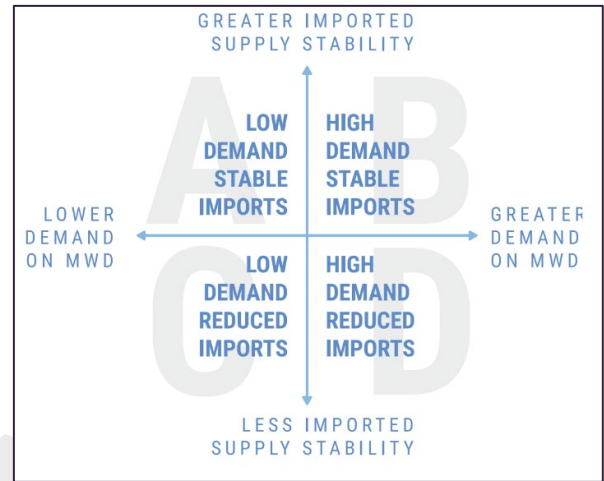 GREATER IMPORTED
SUPPLY STABILITY
A
B
LOW
DEMAND
STABLE
IMPORTS
HIGH
DEMAND
STABLE
IMPORTS
LOWER
DEMAND
ON MWD
GREATER
DEMAND
ON MWD
C
D
LOW
DEMAND
REDUCED
IMPORTS
HIGH
DEMAND
REDUCED
IMPORTS
LESS IMPORTED
SUPPLY STABILITY